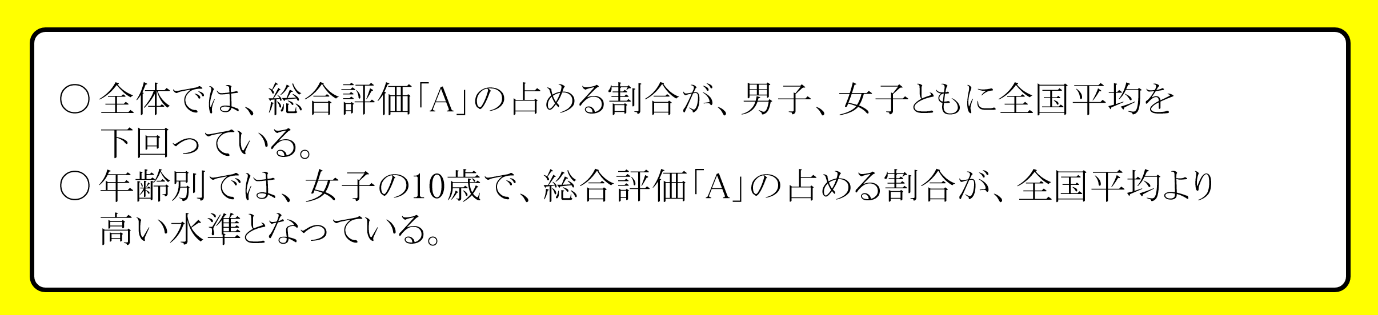 ○ 全体では、総合評価「A」の占める割合が、男子、女子ともに全国平均を
下回っている。
○ 年齢別では、女子の10歳で、総合評価「A」の占める割合が、全国平均より
高い水準となっている。